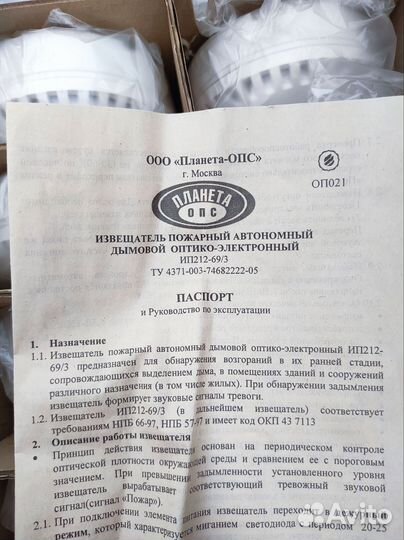 ООО «Планета-ОПС»
г. Москва
ОП021
ПЛАНЕТА
ОПС
ИЗВЕЩАТЕЛЬ ПОЖАРНЫЙ АВТОНОМНЫЙ
ДЫМОВОЙ ОПТИКО-ЭЛЕКТРОННЫЙ
ИП212-69/3
ТУ 4371-003-74682222-05
ПАСПОРТ
и Руководство по эксплуатации
1. Назначение
1.1. Извещатель пожарный автономный дымовой оптико-электронный ИП212-
69/3 предназначен для обнаружения возгораний в их ранней стадии,
сопровождающихся выделением дыма, в помещениях зданий и сооружений
различного назначения (в том числе жилых). При обнаружении задымления
извещатель формирует звуковые сигналы тревоги.
1.2. Извещатель ИП212-69/3 (в дальнейшем извещатель) соответствует
требованиям НПБ 66-97, НПБ 57-97 и имеет код ОКП 43 7113
2. Описание работы извещателя
• Принцип действия извещателя основан на периодическом контроле
оптической плотности окружающей среды и сравнением ее с пороговым
значением. При превышении задымленности установленного уровня
извещатель вырабатывает соответствующий тревожный звуковой
сигнал(сигнал «Пожар»).
2.1. При подключении элемента питания извещатель переходит в дежурный
режим, который характеризуется миганием светодиода с периодом 20-25
Avito